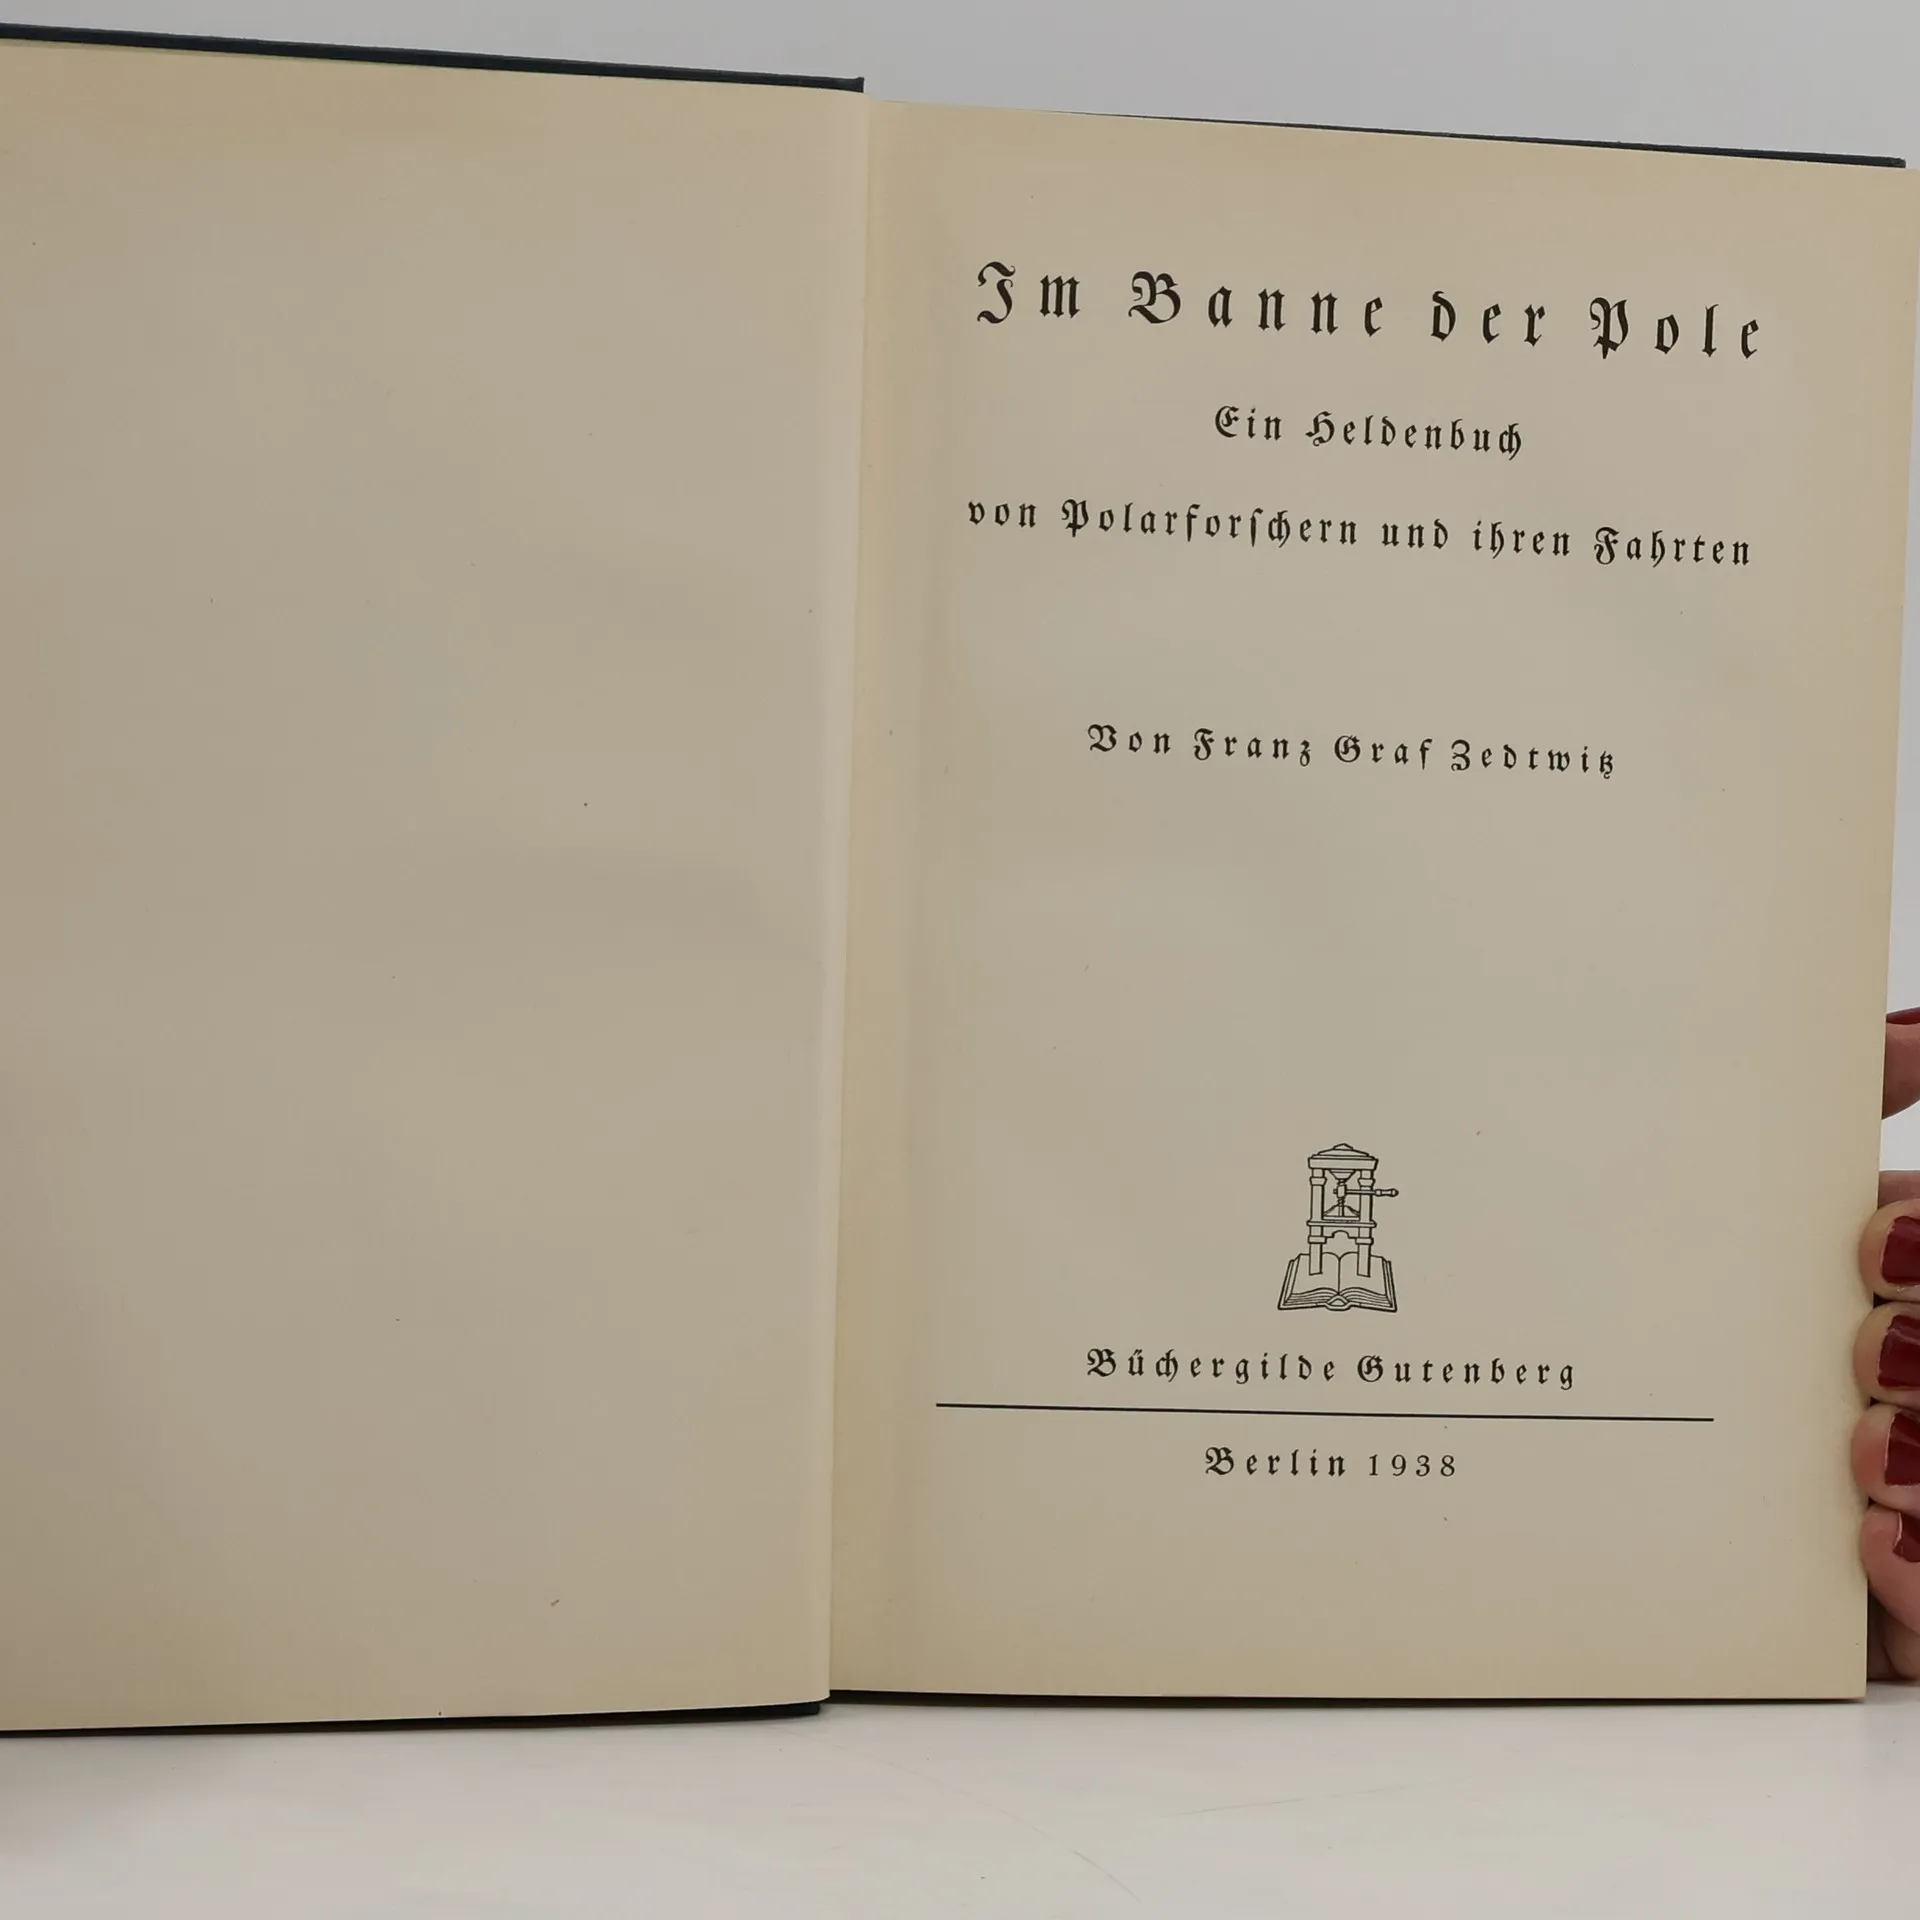 Im Banne der Pole
Ein Heldenbuch
von Polarforſchern und ihren Fahrten
Von Franz Graf Zedtwitz
Büchergilde Gutenberg
Berlin 1938